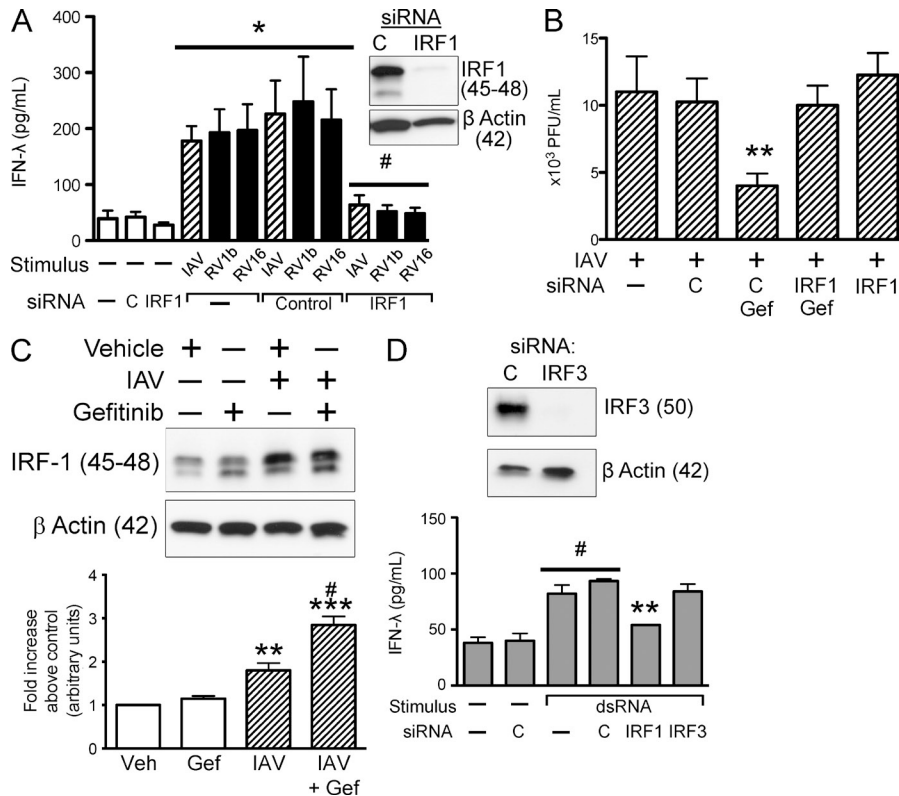 A
IFN-λ (pg/mL)
400
300
200
100
0
*
#
siRNA
C IRF1
IRF1
(45-48)
β Actin
(42)
Stimulus – – – IAV RV1b RV16 IAV RV1b RV16 IAV RV1b RV16
siRNA – C IRF1 – Control IRF1
B
x10³ PFU/mL
15
10
5
0
**
IAV + + + + +
siRNA – C C IRF1 IRF1
Gef Gef
C
Vehicle + – + –
IAV – – + +
Gefitinib – + – +
IRF-1 (45-48)
β Actin (42)
Fold increase
above control
(arbitrary units)
4
3
2
1
0
**
#
***
Veh Gef IAV IAV
+ Gef
D
siRNA:
C IRF3
IRF3 (50)
β Actin (42)
IFN-λ (pg/mL)
150
100
50
0
#
**
Stimulus – – dsRNA
siRNA – C – C IRF1 IRF3